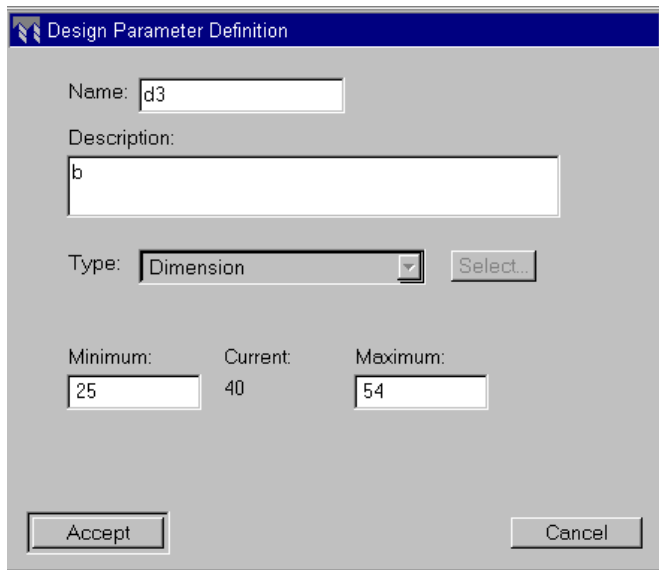 Design Parameter Definition
Name: d3
Description:
b
Type: Dimension Select...
Minimum: Current: Maximum:
25 40 54
Accept Cancel